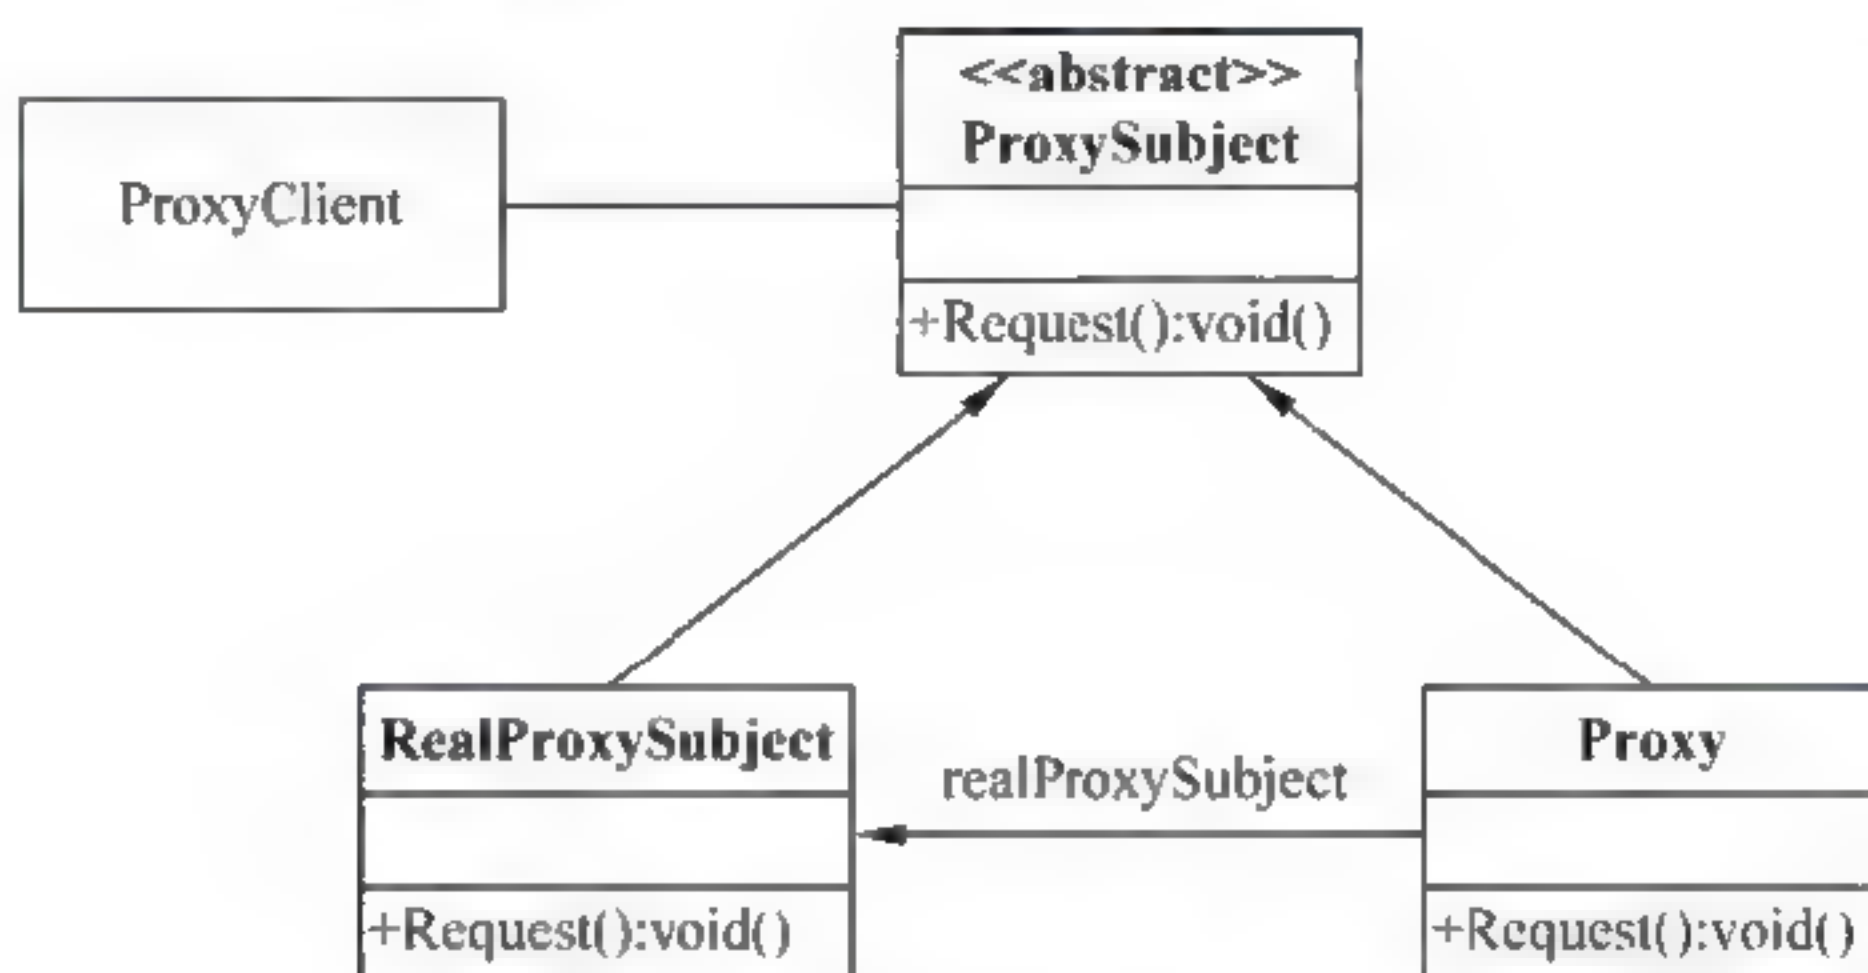 <<abstract>>
ProxySubject
ProxyClient
+Request():void()
RealProxySubject
realProxySubject
Proxy
+Request():void()
+Request():void()